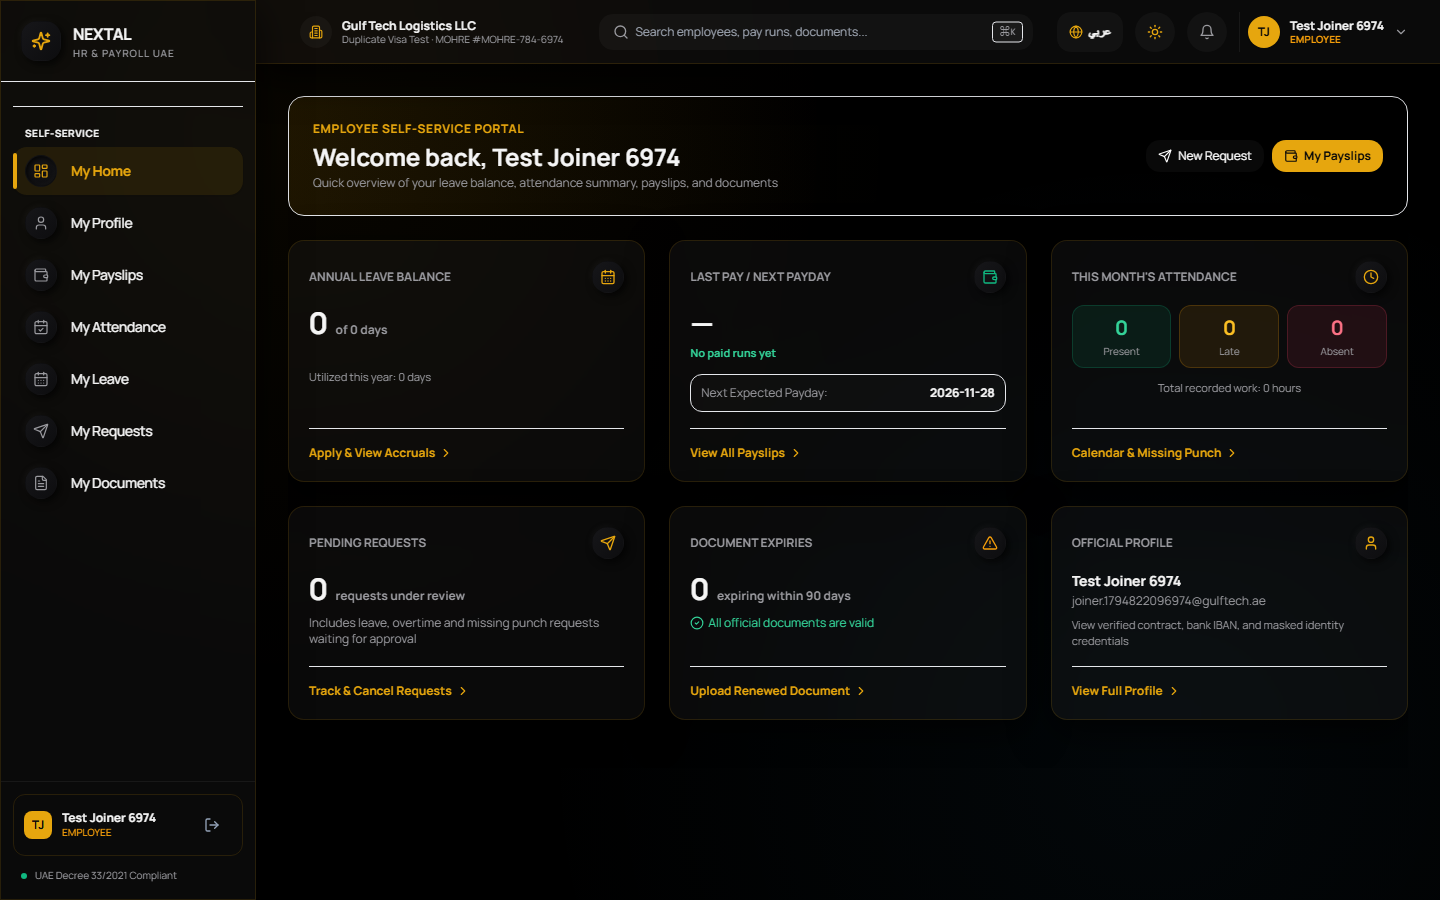 NEXTAL
HR & PAYROLL UAE
Gulf Tech Logistics LLC
Duplicate Visa Test · MOHRE #MOHRE-784-6974
Search employees, pay runs, documents...
⌘K
عربي
TJ
Test Joiner 6974
EMPLOYEE
SELF-SERVICE
My Home
My Profile
My Payslips
My Attendance
My Leave
My Requests
My Documents
EMPLOYEE SELF-SERVICE PORTAL
Welcome back, Test Joiner 6974
Quick overview of your leave balance, attendance summary, payslips, and documents
New Request
My Payslips
ANNUAL LEAVE BALANCE
0 of 0 days
Utilized this year: 0 days
Apply & View Accruals
LAST PAY / NEXT PAYDAY
—
No paid runs yet
Next Expected Payday: 2026-11-28
View All Payslips
THIS MONTH'S ATTENDANCE
0 Present
0 Late
0 Absent
Total recorded work: 0 hours
Calendar & Missing Punch
PENDING REQUESTS
0 requests under review
Includes leave, overtime and missing punch requests
waiting for approval
Track & Cancel Requests
DOCUMENT EXPIRIES
0 expiring within 90 days
All official documents are valid
Upload Renewed Document
OFFICIAL PROFILE
Test Joiner 6974
joiner.1794822096974@gulftech.ae
View verified contract, bank IBAN, and masked identity
credentials
View Full Profile
TJ
Test Joiner 6974
EMPLOYEE
UAE Decree 33/2021 Compliant